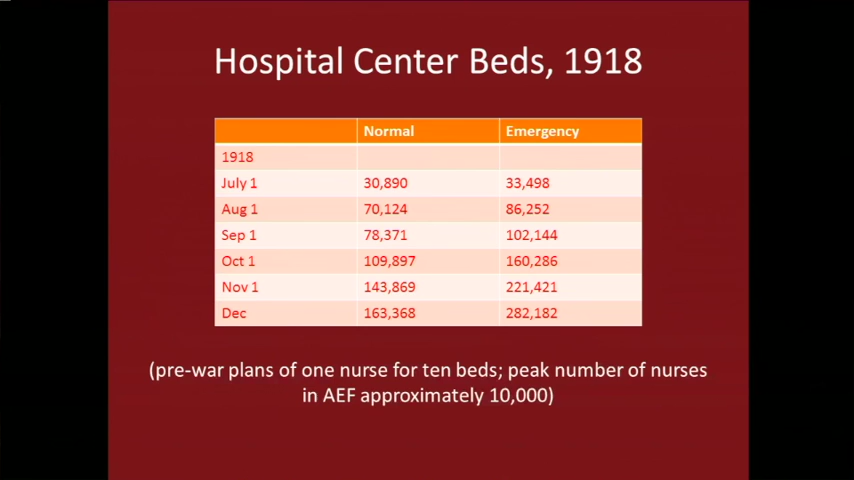 Hospital Center Beds, 1918
Normal Emergency
1918
July 1 30,890 33,498
Aug 1 70,124 86,252
Sep 1 78,371 102,144
Oct 1 109,897 160,286
Nov 1 143,869 221,421
Dec 163,368 282,182
(pre-war plans of one nurse for ten beds; peak number of nurses
in AEF approximately 10,000)